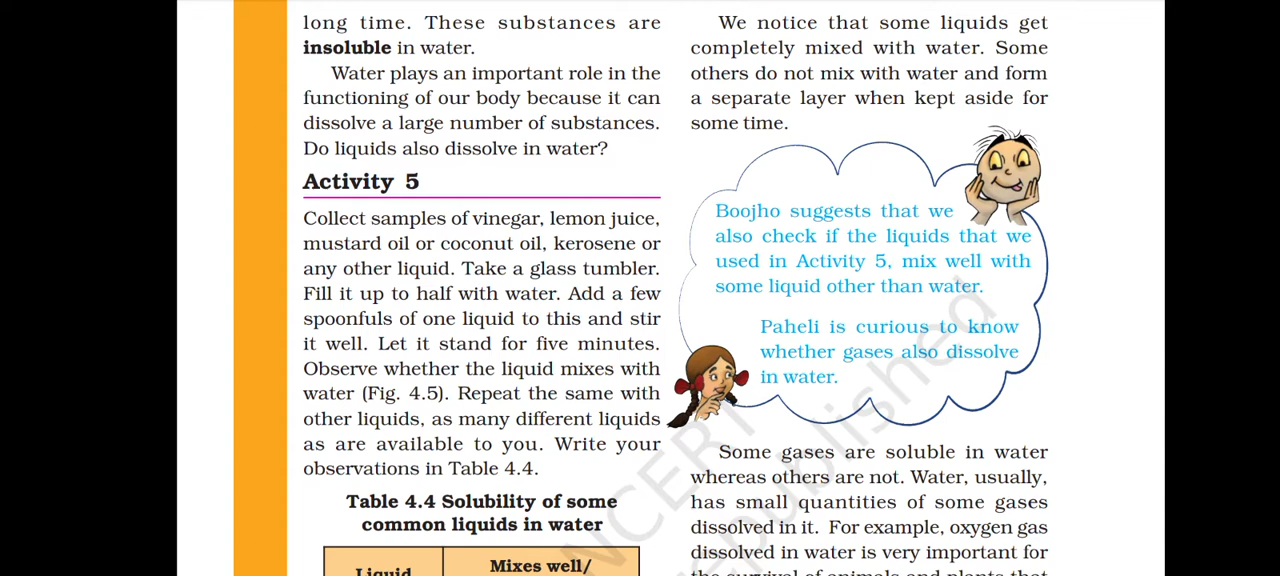 long time. These substances are
insoluble in water.
Water plays an important role in the
functioning of our body because it can
dissolve a large number of substances.
Do liquids also dissolve in water?
Activity 5
Collect samples of vinegar, lemon juice,
mustard oil or coconut oil, kerosene or
any other liquid. Take a glass tumbler.
Fill it up to half with water. Add a few
spoonfuls of one liquid to this and stir
it well. Let it stand for five minutes.
Observe whether the liquid mixes with
water (Fig. 4.5). Repeat the same with
other liquids, as many different liquids
as are available to you. Write your
observations in Table 4.4.
Table 4.4 Solubility of some
common liquids in water
Liquid
Mixes well/
We notice that some liquids get
completely mixed with water. Some
others do not mix with water and form
a separate layer when kept aside for
some time.
Boojho suggests that we
also check if the liquids that we
used in Activity 5, mix well with
some liquid other than water.
Paheli is curious to know
whether gases also dissolve
in water.
Some gases are soluble in water
whereas others are not. Water, usually,
has small quantities of some gases
dissolved in it. For example, oxygen gas
dissolved in water is very important for
the survival of animals and plants that
NCERT
republished